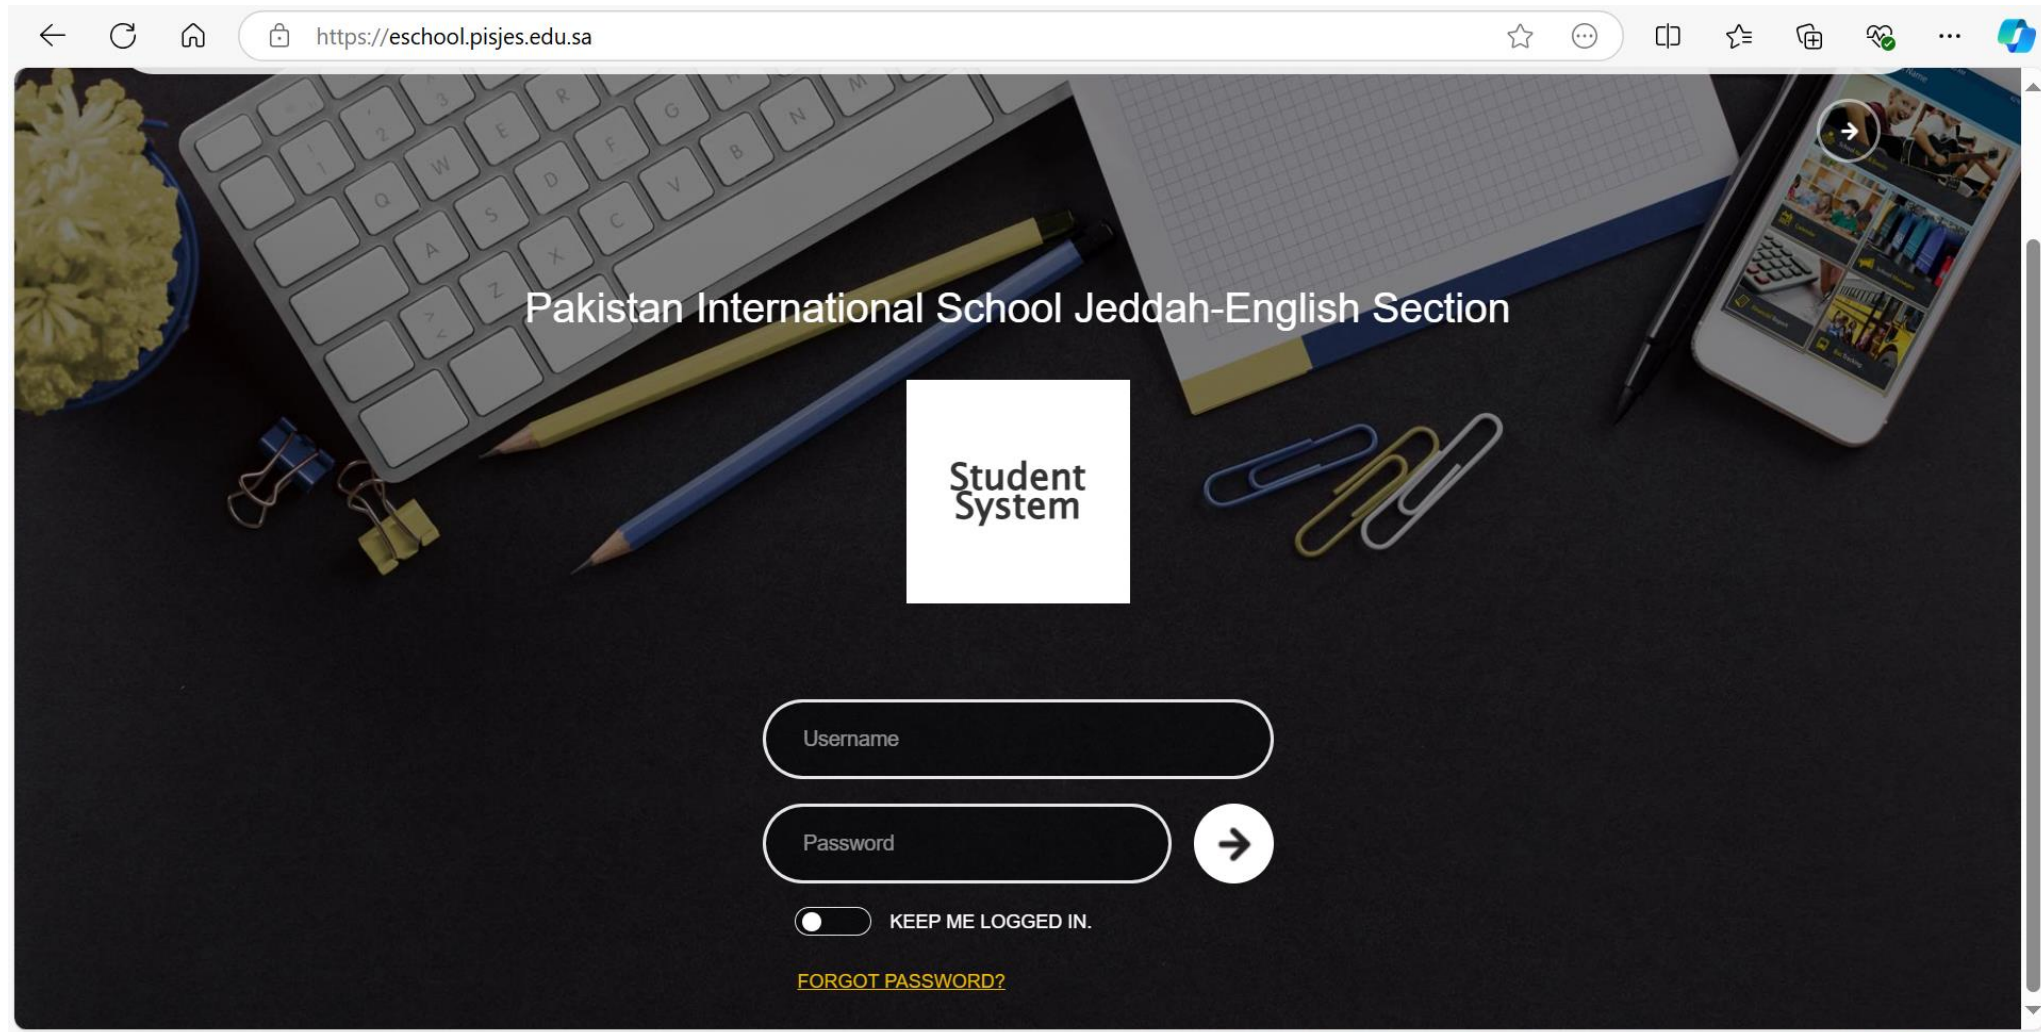 https://eschool.pisjes.edu.sa
Pakistan International School Jeddah-English Section
Student
System
Username
Password
KEEP ME LOGGED IN.
FORGOT PASSWORD?